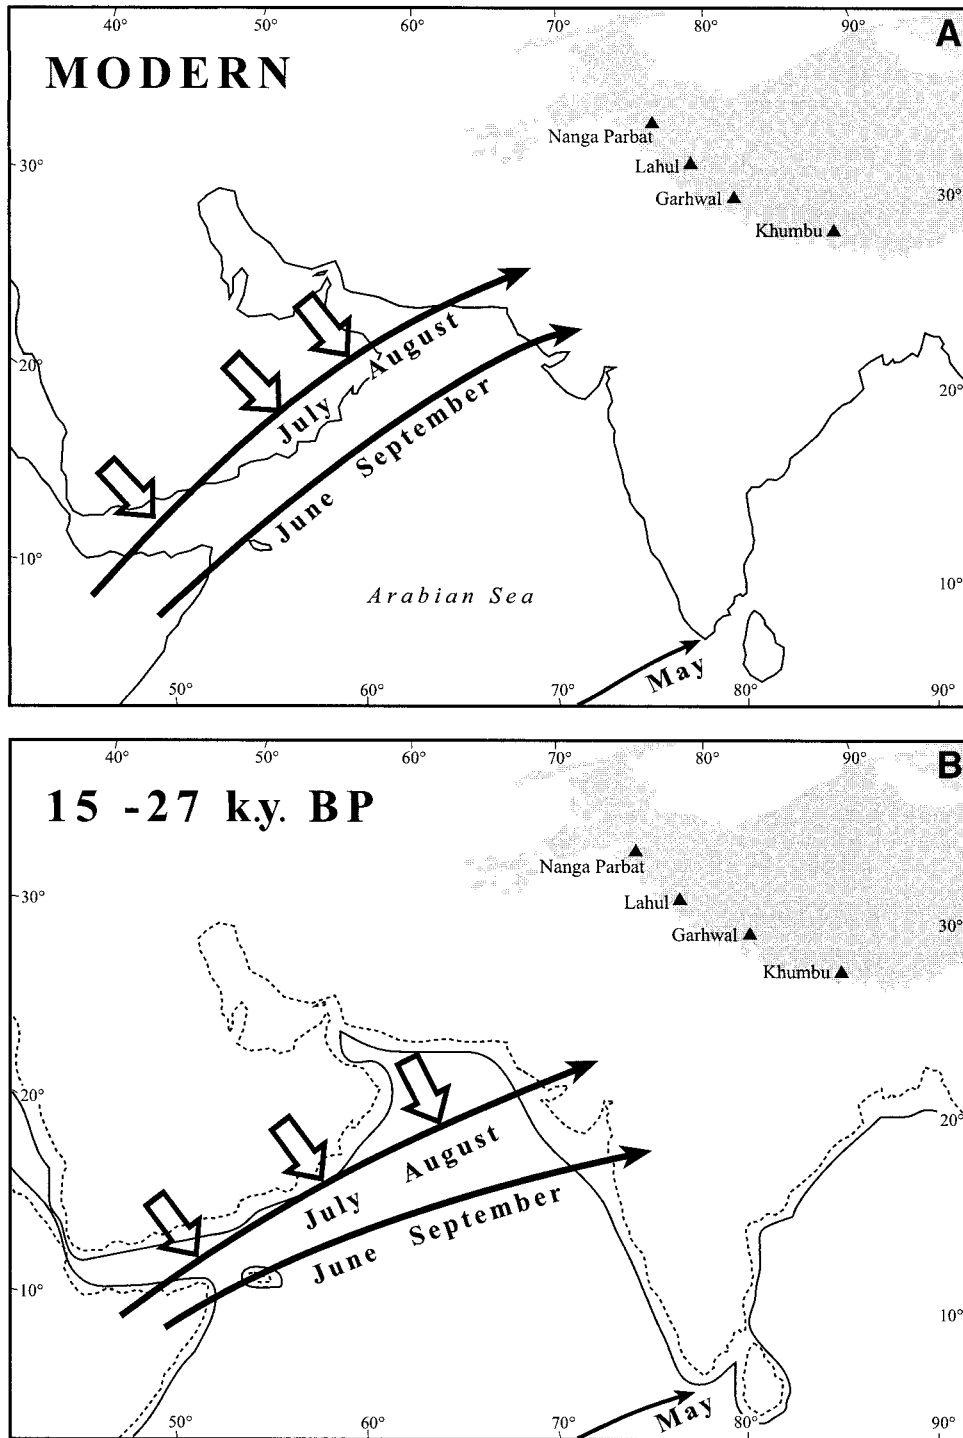 40° 50° 60° 70° 80° 90° A
MODERN
Nanga Parbat
30° Lahul
Garhwal 30°
Khumbu
20° July August 20°
June September
10° 10°
Arabian Sea
May
50° 60° 70° 80° 90°
40° 50° 60° 70° 80° 90°
B
15 -27 k.y. BP
Nanga Parbat
30° Lahul
Garhwal 30°
Khumbu
20° 20°
July August
June September
10° 10°
May
50° 60° 70° 80° 90°